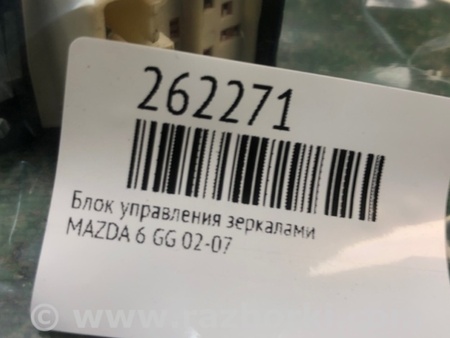 262271
Блок управления зеркалами
MAZDA 6 GG 02-07